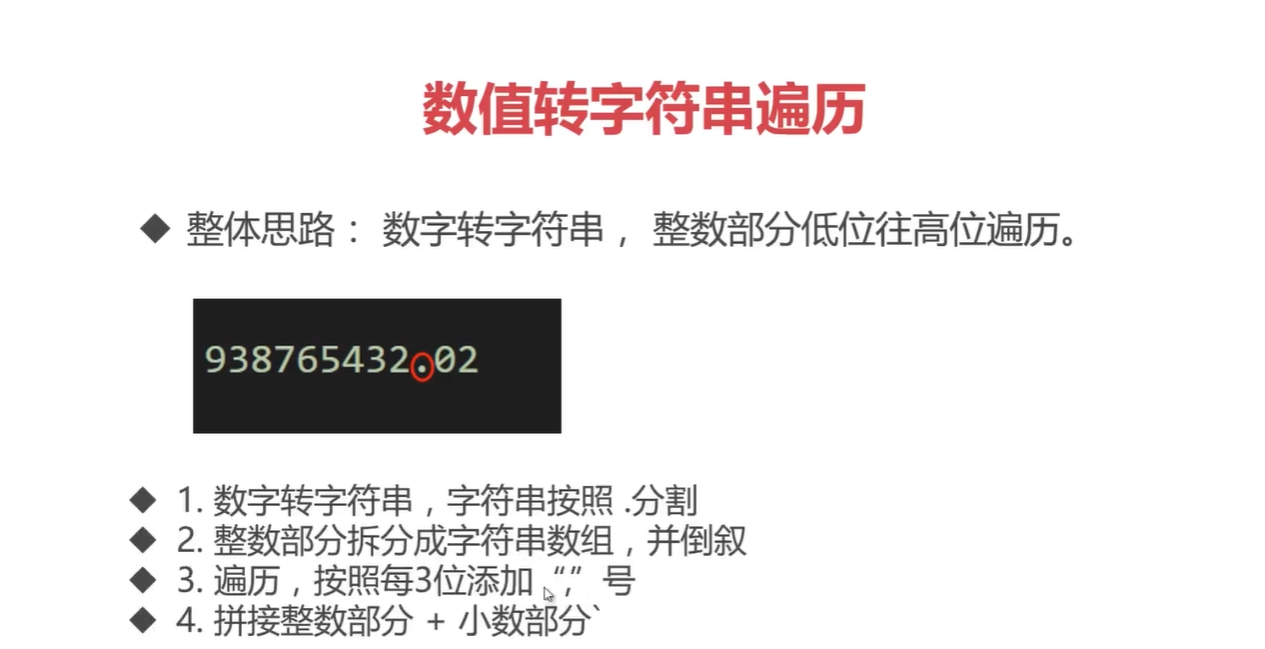 数值转字符串遍历
◆ 整体思路： 数字转字符串， 整数部分低位往高位遍历。
938765432.02
◆ 1. 数字转字符串，字符串按照 .分割
◆ 2. 整数部分拆分成字符串数组，并倒叙
◆ 3. 遍历，按照每3位添加 “,” 号
◆ 4. 拼接整数部分 + 小数部分`